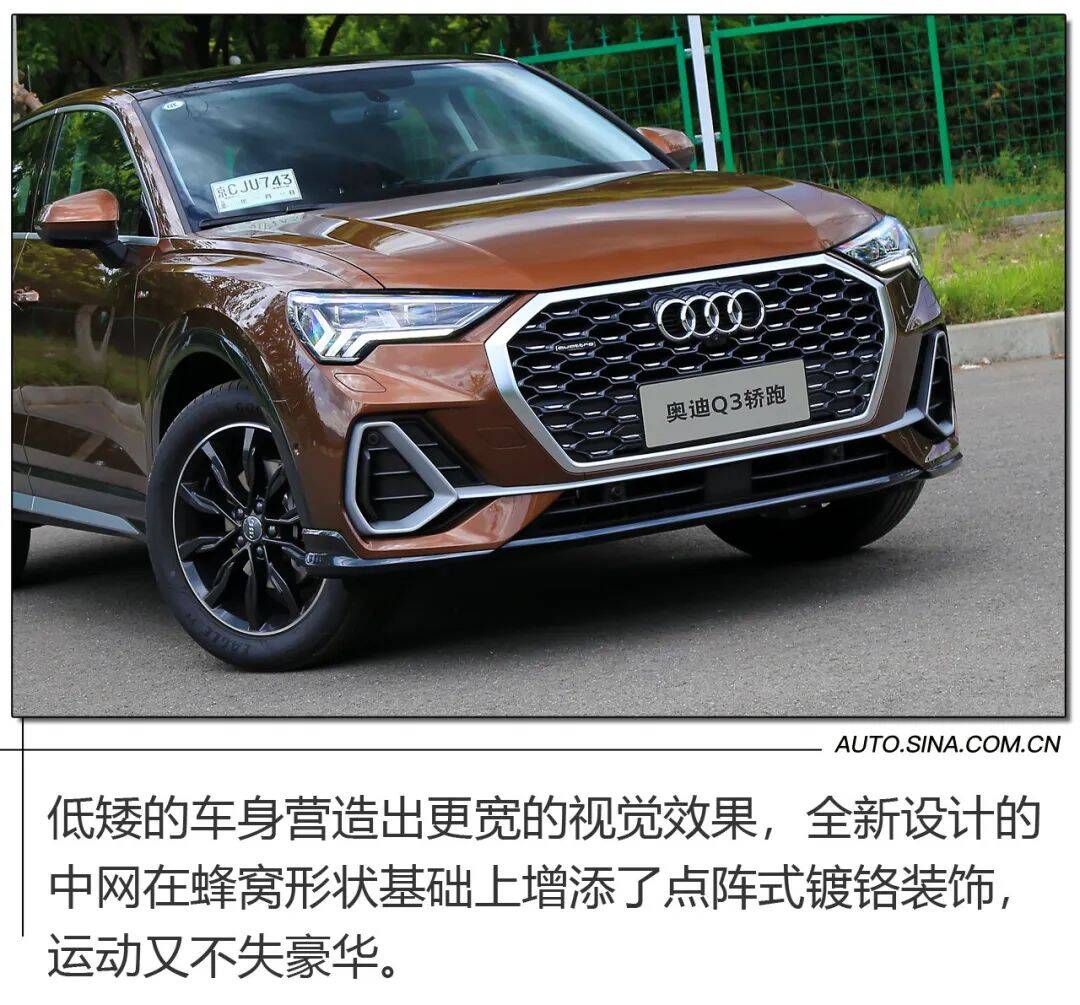 京CJU743
quattro
奥迪Q3轿跑
EAGLE F1
AUTO.SINA.COM.CN
低矮的车身营造出更宽的视觉效果，全新设计的
中网在蜂窝形状基础上增添了点阵式镀铬装饰，
运动又不失豪华。